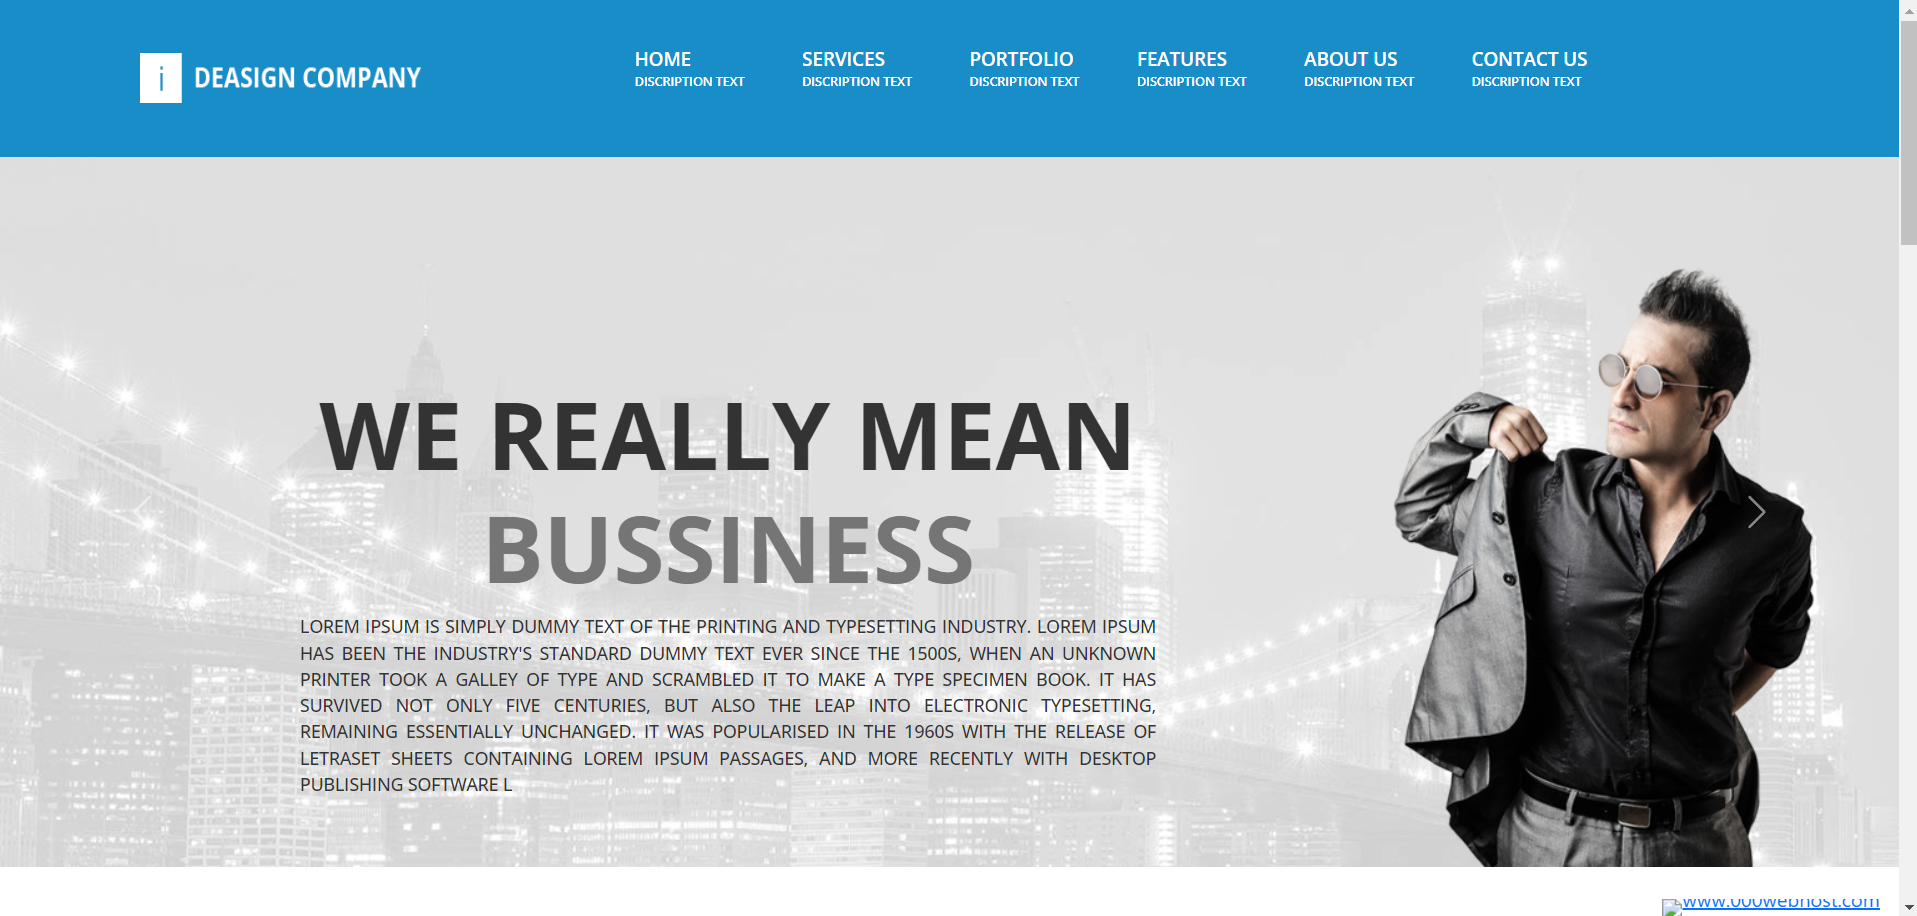 i DEASIGN COMPANY
HOME SERVICES PORTFOLIO FEATURES ABOUT US CONTACT US
DISCRIPTION TEXT DISCRIPTION TEXT DISCRIPTION TEXT DISCRIPTION TEXT DISCRIPTION TEXT DISCRIPTION TEXT
WE REALLY MEAN
BUSSINESS
LOREM IPSUM IS SIMPLY DUMMY TEXT OF THE PRINTING AND TYPESETTING INDUSTRY. LOREM IPSUM
HAS BEEN THE INDUSTRY'S STANDARD DUMMY TEXT EVER SINCE THE 1500S, WHEN AN UNKNOWN
PRINTER TOOK A GALLEY OF TYPE AND SCRAMBLED IT TO MAKE A TYPE SPECIMEN BOOK. IT HAS
SURVIVED NOT ONLY FIVE CENTURIES, BUT ALSO THE LEAP INTO ELECTRONIC TYPESETTING,
REMAINING ESSENTIALLY UNCHANGED. IT WAS POPULARISED IN THE 1960S WITH THE RELEASE OF
LETRASET SHEETS CONTAINING LOREM IPSUM PASSAGES, AND MORE RECENTLY WITH DESKTOP
PUBLISHING SOFTWARE L
www.000webhost.com